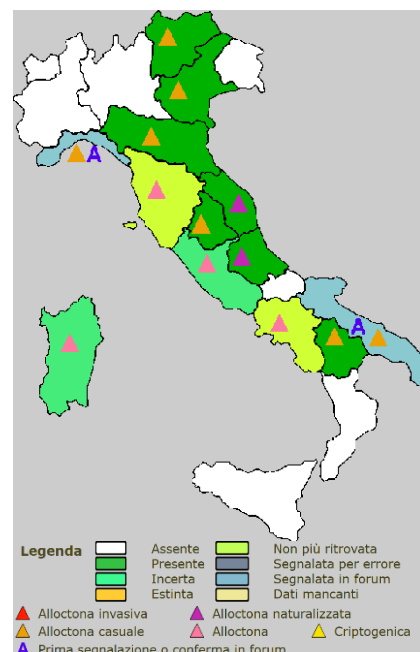 A
A
Legenda
Assente Non più ritrovata
Presente Segnalata per errore
Incerta Segnalata in forum
Estinta Dati mancanti
Alloctona invasiva Alloctona naturalizzata
Alloctona casuale Alloctona Criptogenica
A Prima segnalazione o conferma in forum